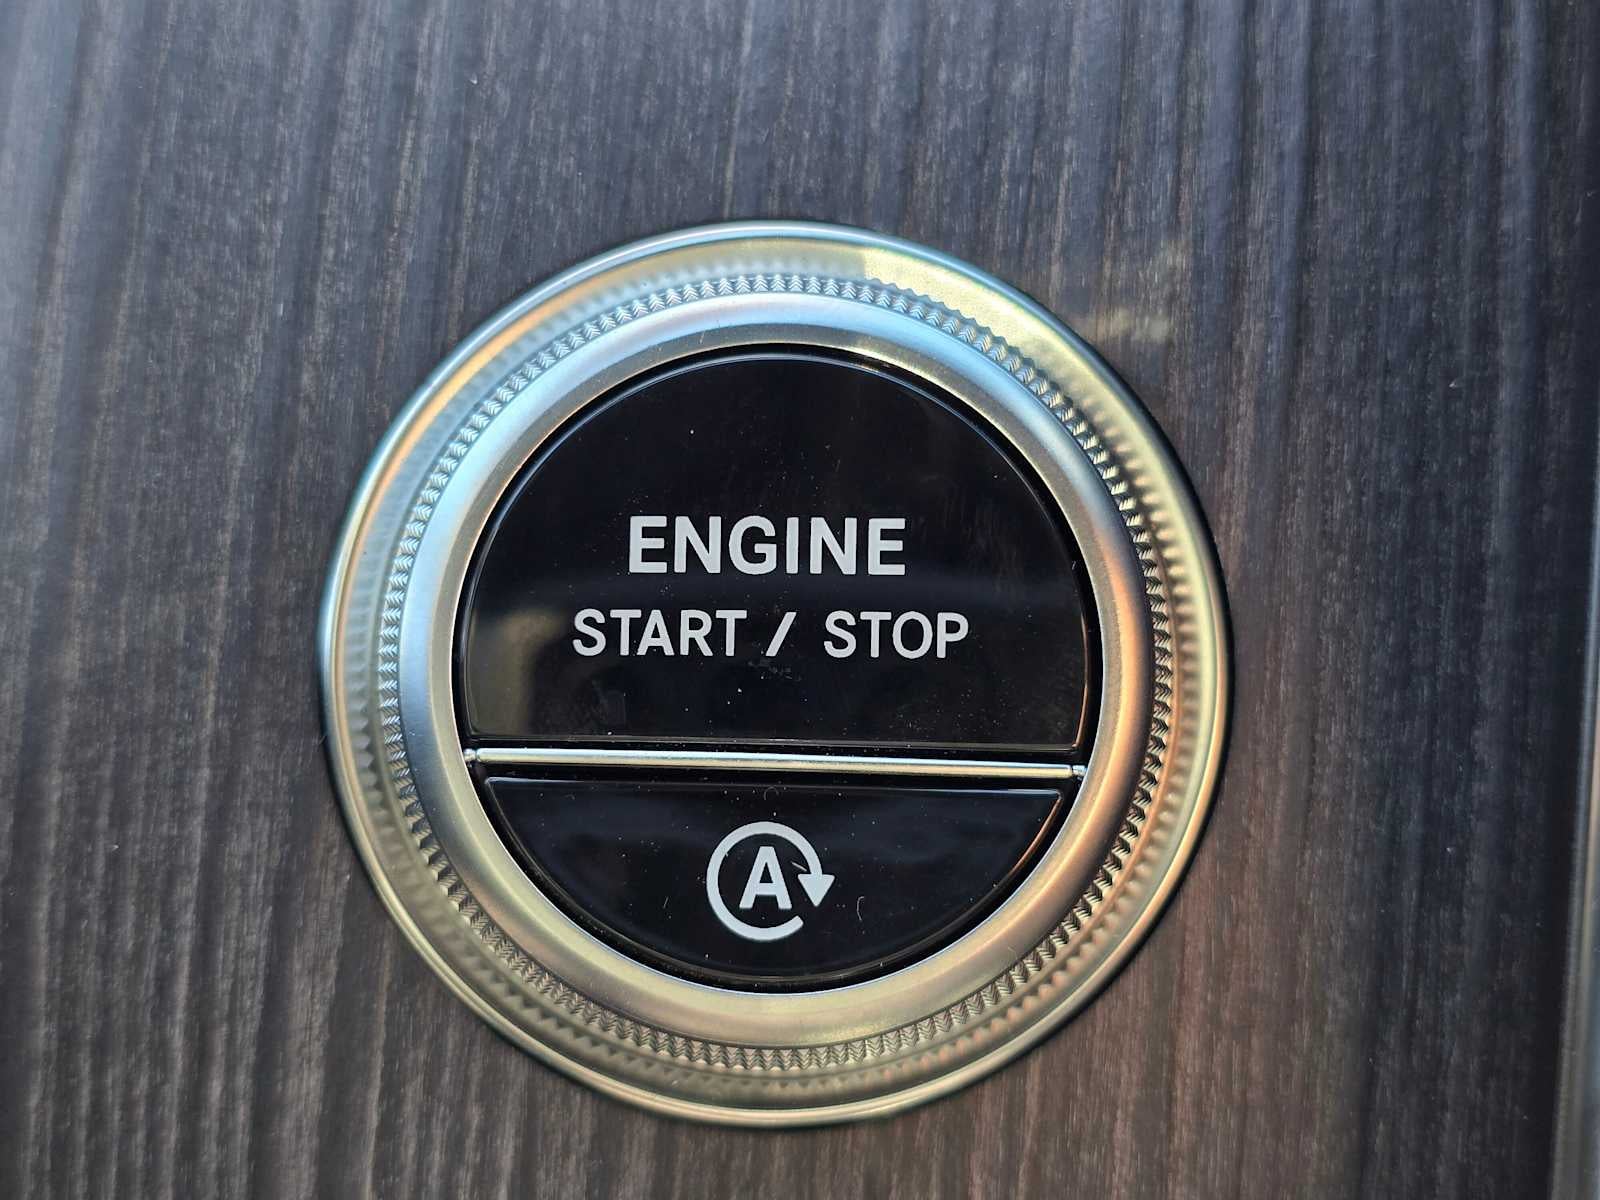 ENGINE
START / STOP
A